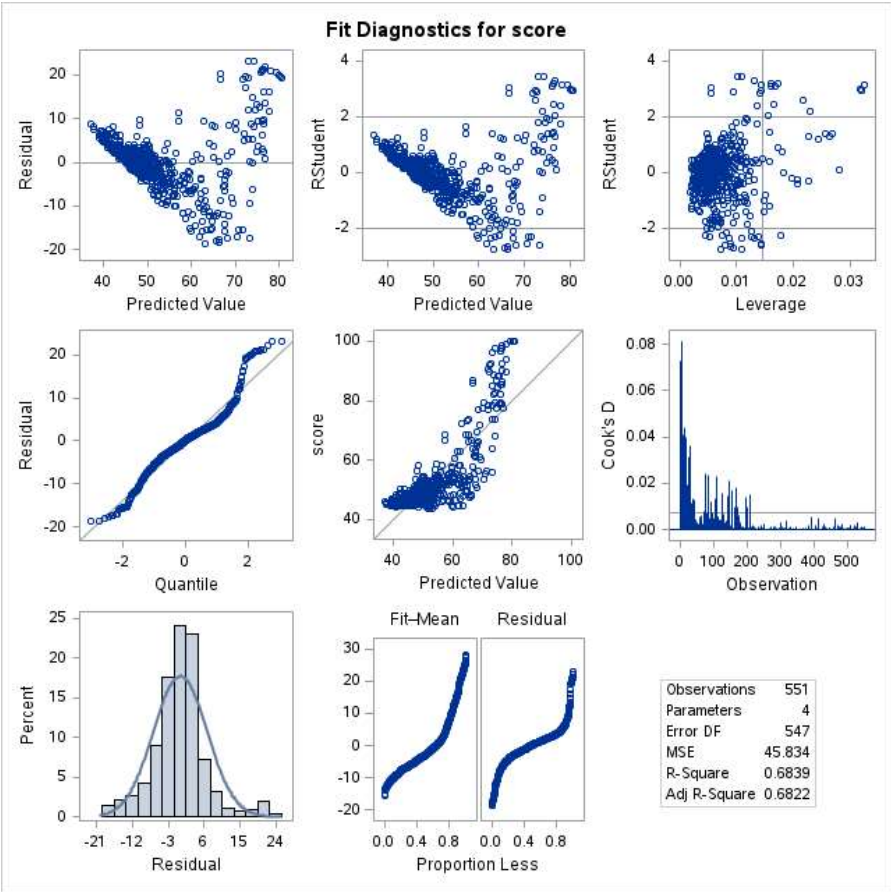 Fit Diagnostics for score
Residual
20
10
0
-10
-20
40 50 60 70 80
Predicted Value
RStudent
4
2
0
-2
40 50 60 70 80
Predicted Value
RStudent
4
2
0
-2
0.00 0.01 0.02 0.03
Leverage
Residual
20
10
0
-10
-20
-2 0 2
Quantile
score
100
80
60
40
40 60 80 100
Predicted Value
Cook's D
0.08
0.06
0.04
0.02
0.00
0 100 200 300 400 500
Observation
Percent
25
20
15
10
5
0
-21 -12 -3 6 15 24
Residual
Fit–Mean Residual
30
20
10
0
-10
-20
0.0 0.4 0.8 0.0 0.4 0.8
Proportion Less
Observations 551
Parameters 4
Error DF 547
MSE 45.834
R-Square 0.6839
Adj R-Square 0.6822